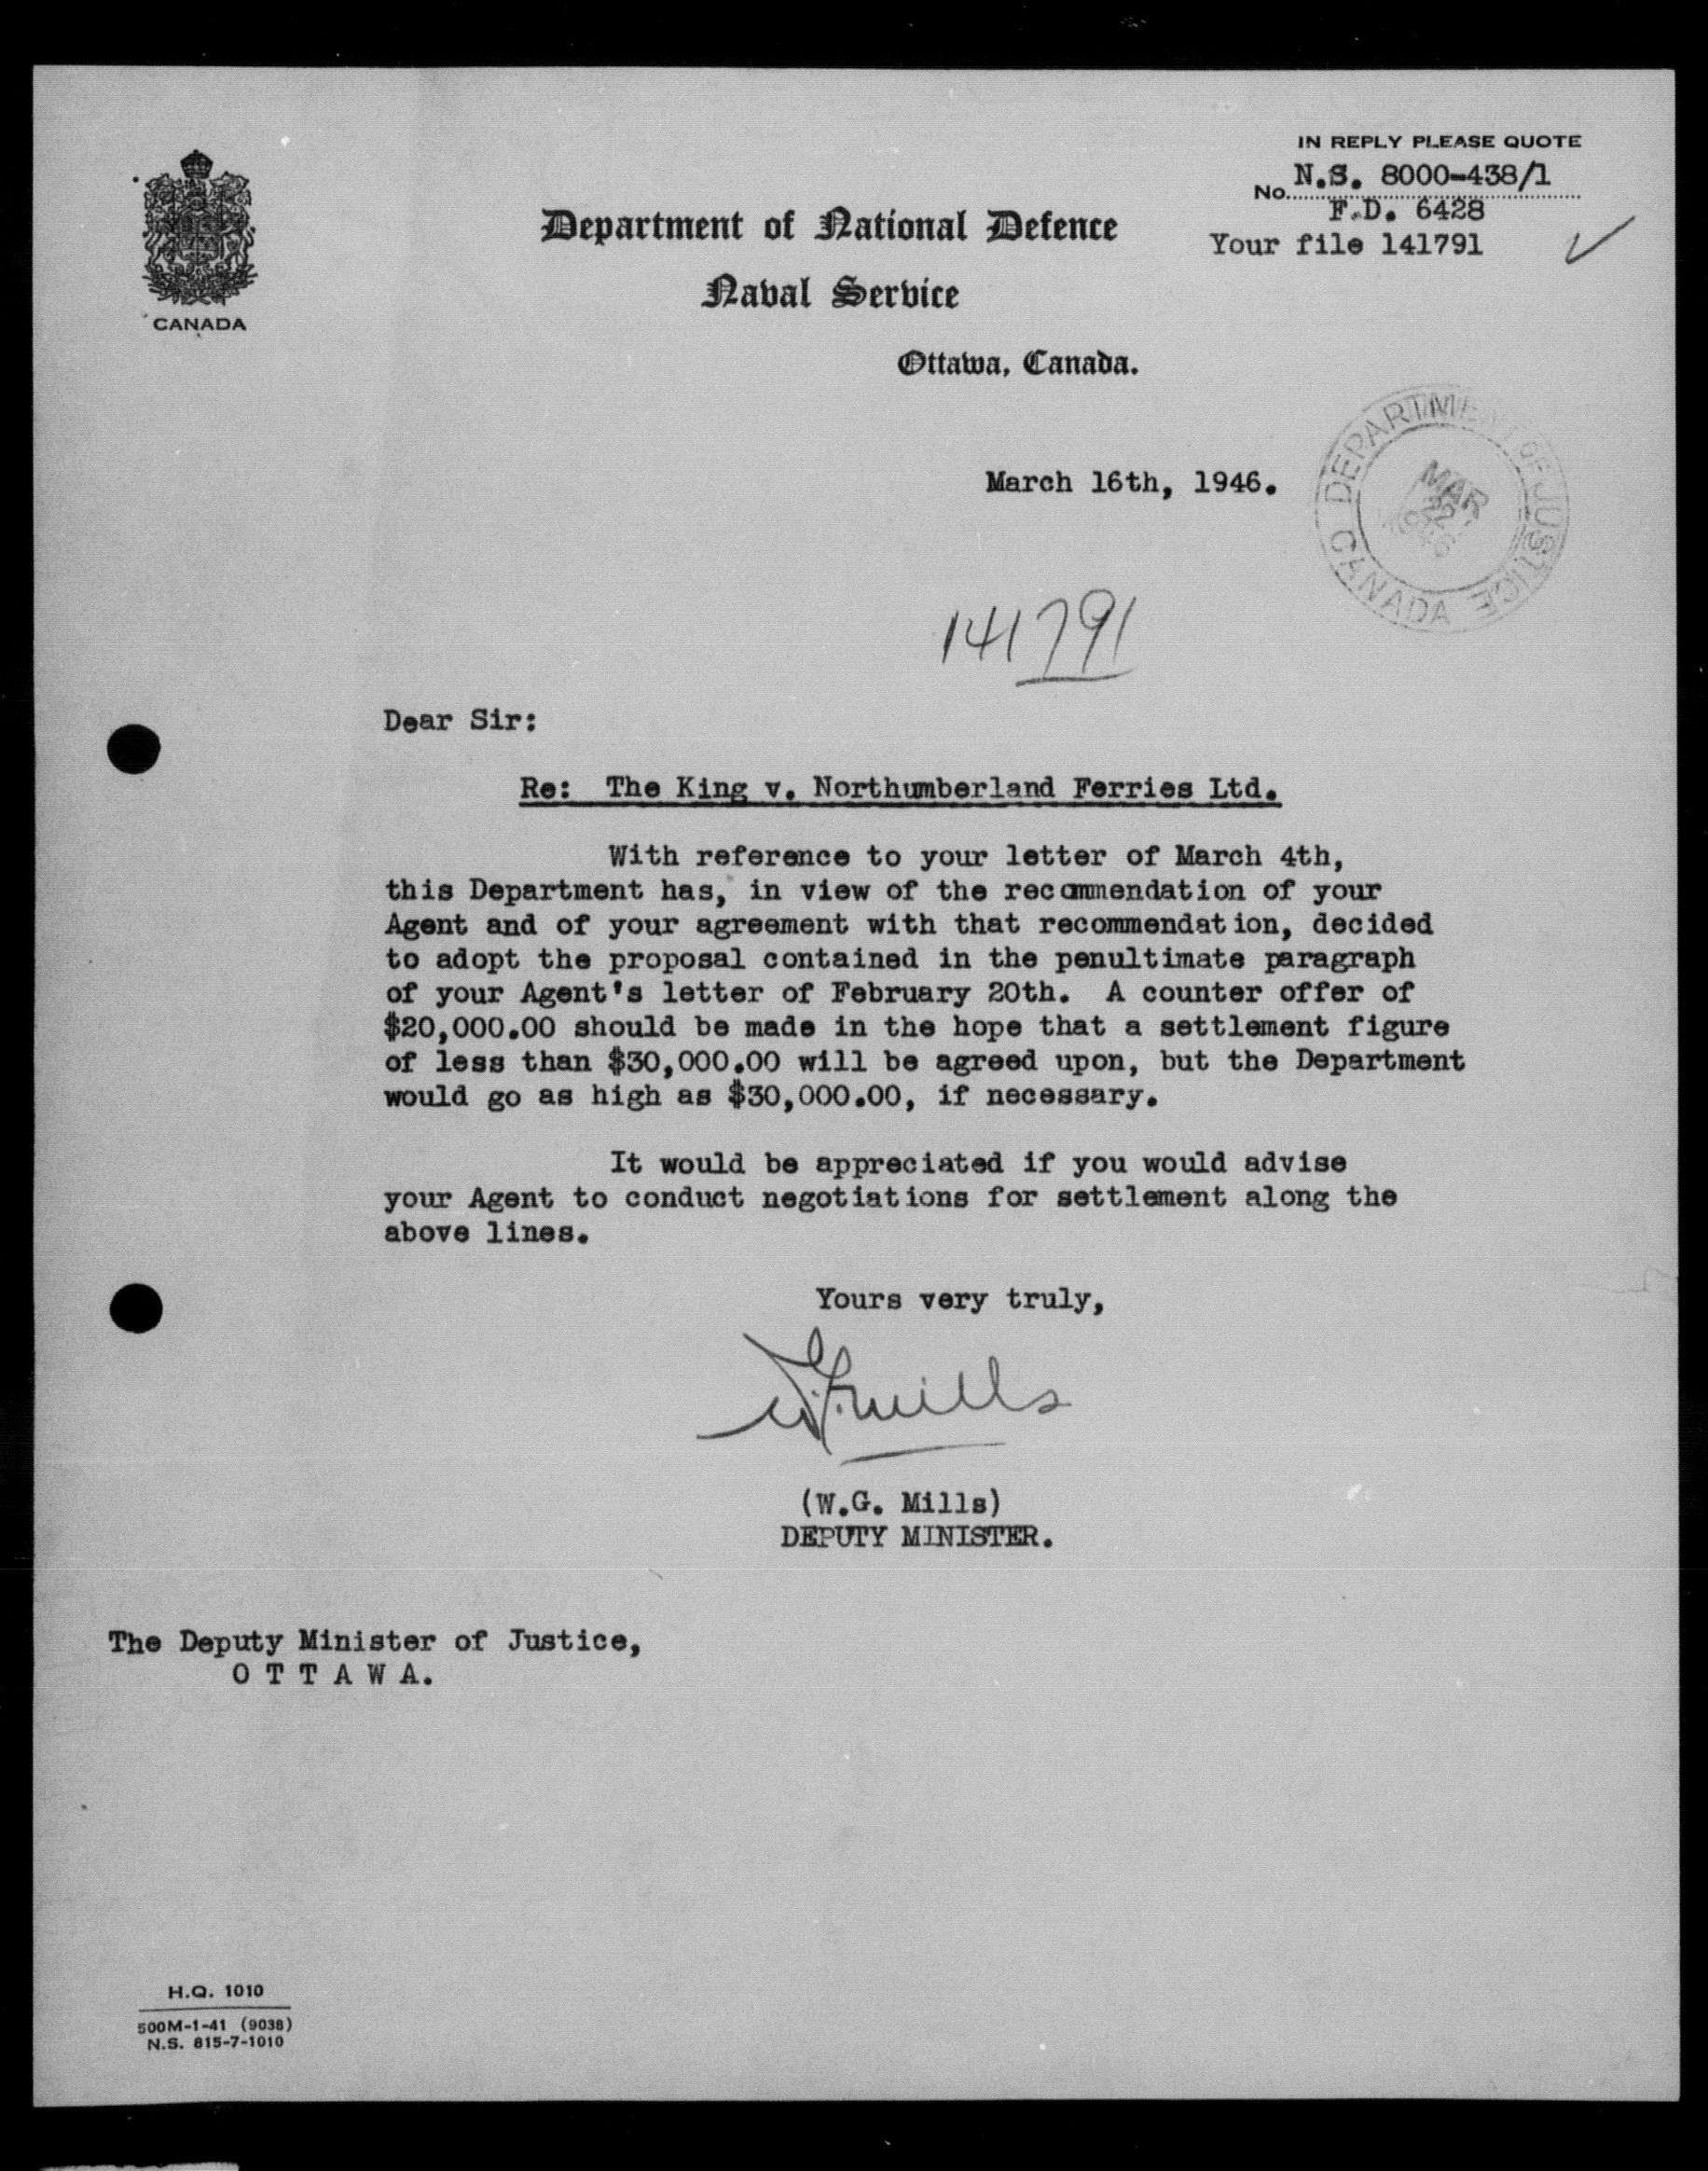 IN REPLY PLEASE QUOTE
No. N.S. 8000-438/1
F.D. 6428
Your file 141791
CANADA
Department of National Defence
Naval Service
Ottawa, Canada.
March 16th, 1946.
DEPARTMENT OF JUSTICE
MAR
22
1946
CANADA
141791
Dear Sir:
Re: The King v. Northumberland Ferries Ltd.
With reference to your letter of March 4th,
this Department has, in view of the recommendation of your
Agent and of your agreement with that recommendation, decided
to adopt the proposal contained in the penultimate paragraph
of your Agent's letter of February 20th. A counter offer of
$20,000.00 should be made in the hope that a settlement figure
of less than $30,000.00 will be agreed upon, but the Department
would go as high as $30,000.00, if necessary.
It would be appreciated if you would advise
your Agent to conduct negotiations for settlement along the
above lines.
Yours very truly,
W.G. Mills
(W.G. Mills)
DEPUTY MINISTER.
The Deputy Minister of Justice,
O T T A W A.
H.Q. 1010
500M-1-41 (9038)
N.S. 815-7-1010